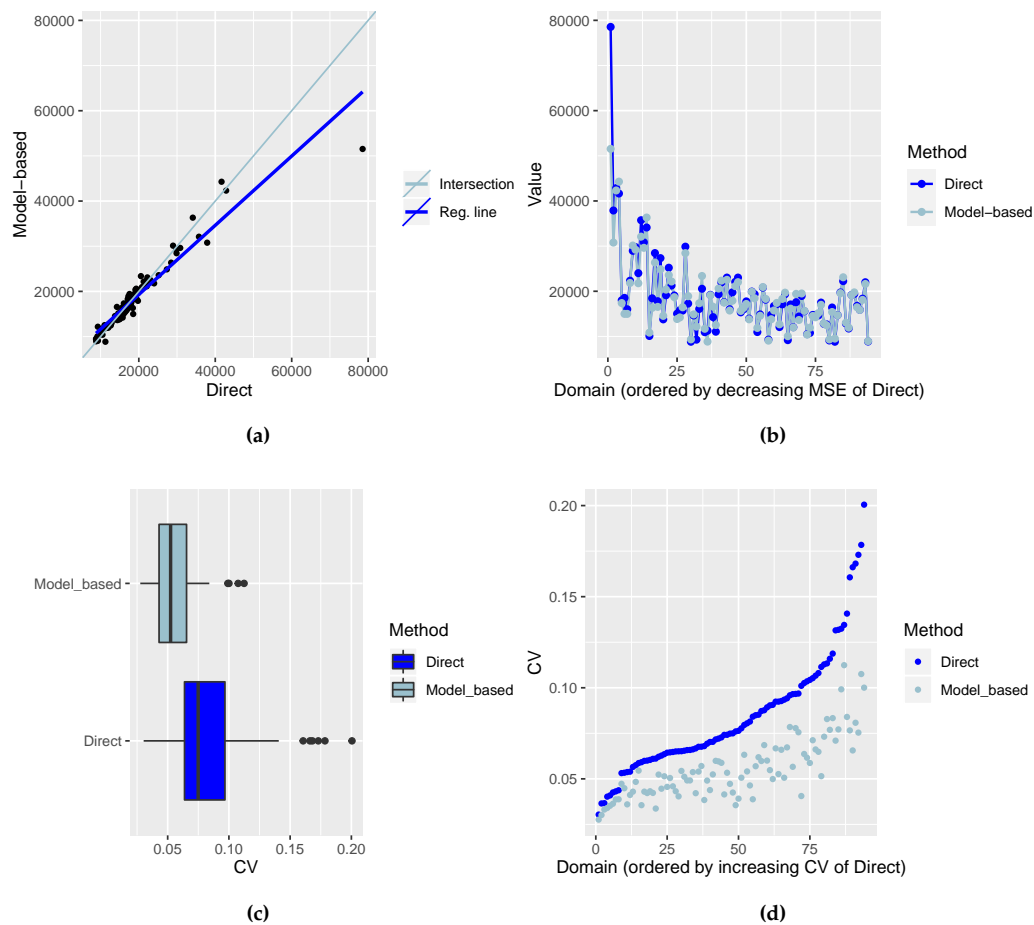 80000
60000
40000
20000
Model−based
20000 40000 60000 80000
Direct
Intersection
Reg. line
(a)
80000
60000
40000
20000
Value
0 25 50 75
Domain (ordered by decreasing MSE of Direct)
Method
Direct
Model−based
(b)
Model_based
Direct
0.05 0.10 0.15 0.20
CV
Method
Direct
Model_based
(c)
0.20
0.15
0.10
0.05
CV
0 25 50 75
Domain (ordered by increasing CV of Direct)
Method
Direct
Model_based
(d)